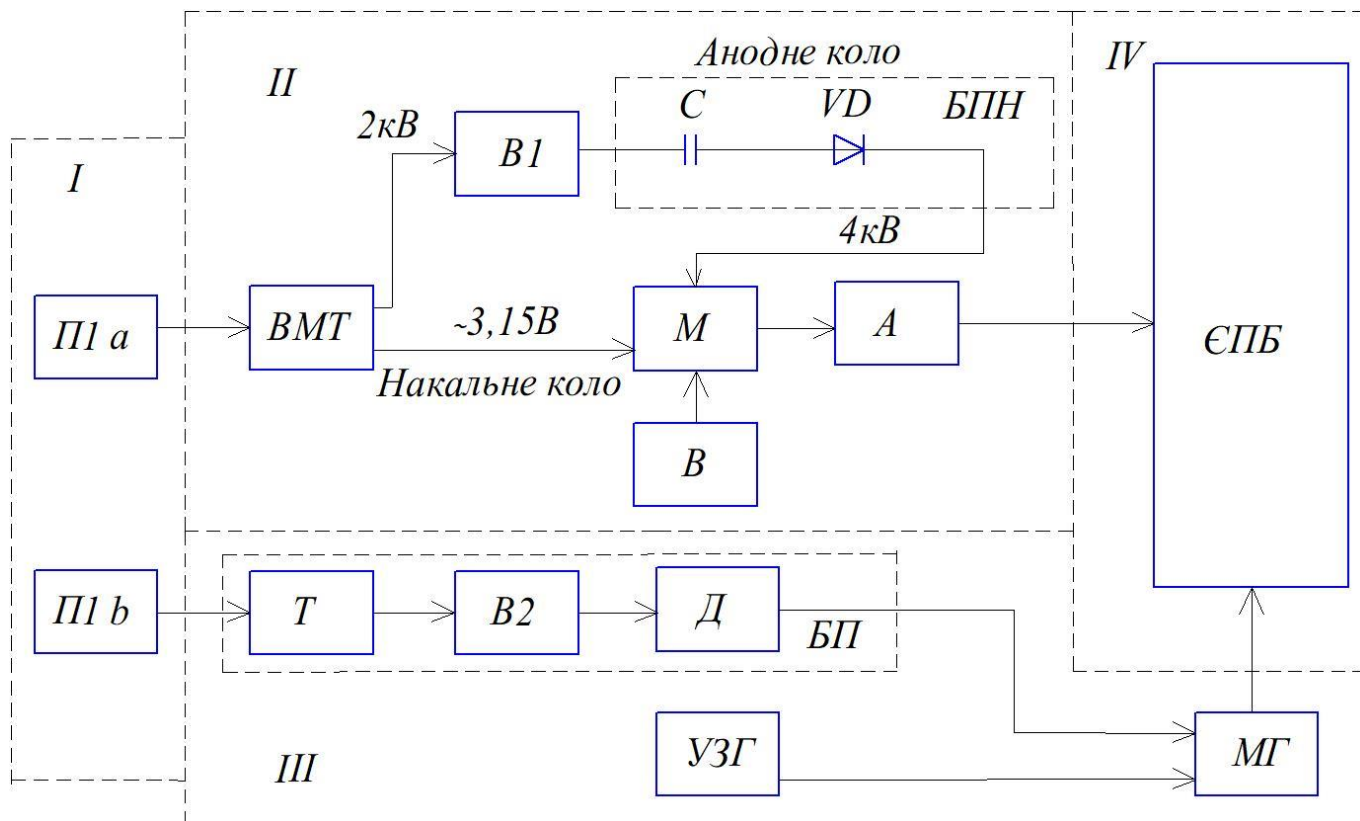 Анодне коло
II
IV
C
VD
БПН
2кВ
B1
I
4кВ
П1 a
ВМТ
~3,15В
М
А
ЄПБ
Накальне коло
В
П1 b
Т
В2
Д
БП
УЗГ
МГ
III